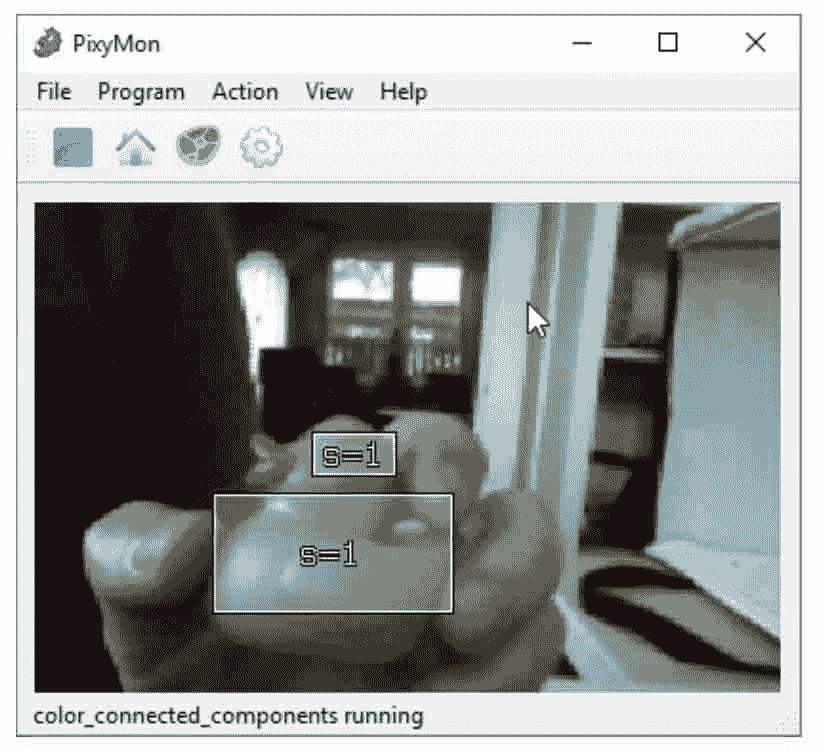 PixyMon
File Program Action View Help
s=1
s=1
color_connected_components running